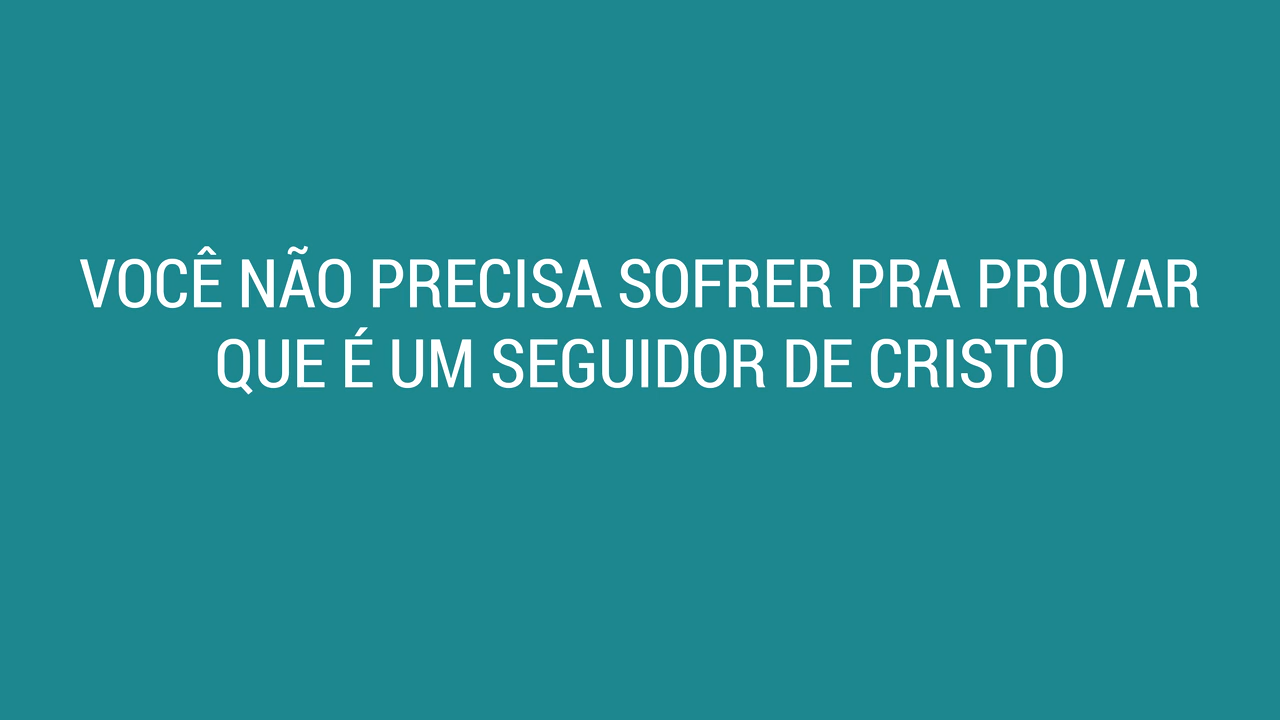 VOCÊ NÃO PRECISA SOFRER PRA PROVAR
QUE É UM SEGUIDOR DE CRISTO